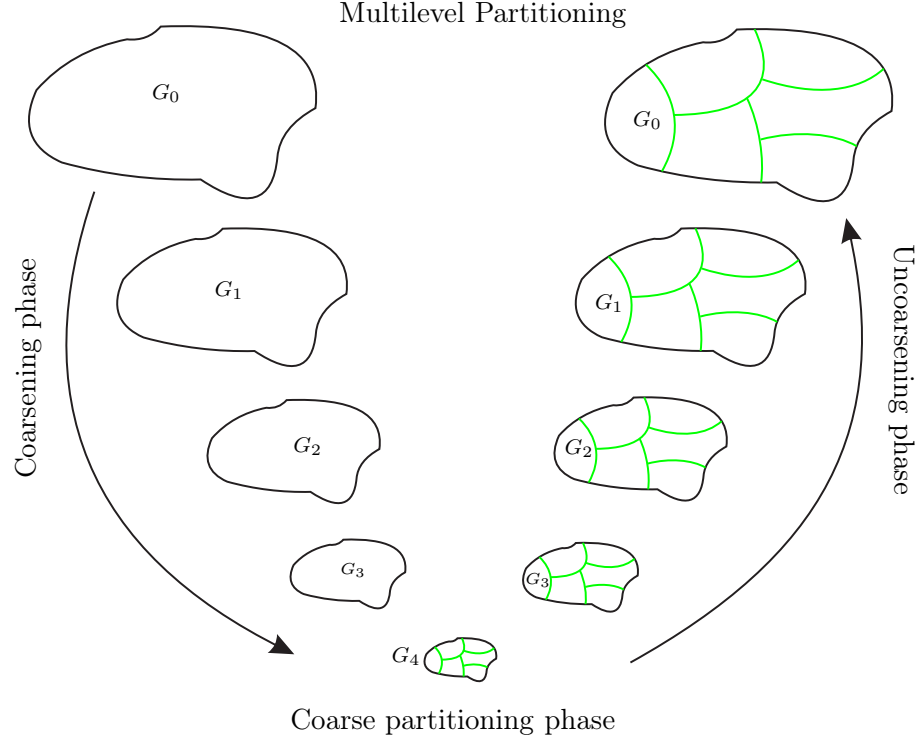 Multilevel Partitioning
G₀
G₀
G₁
G₁
G₂
G₂
G₃
G₃
G₄
Coarsening phase
Uncoarsening phase
Coarse partitioning phase